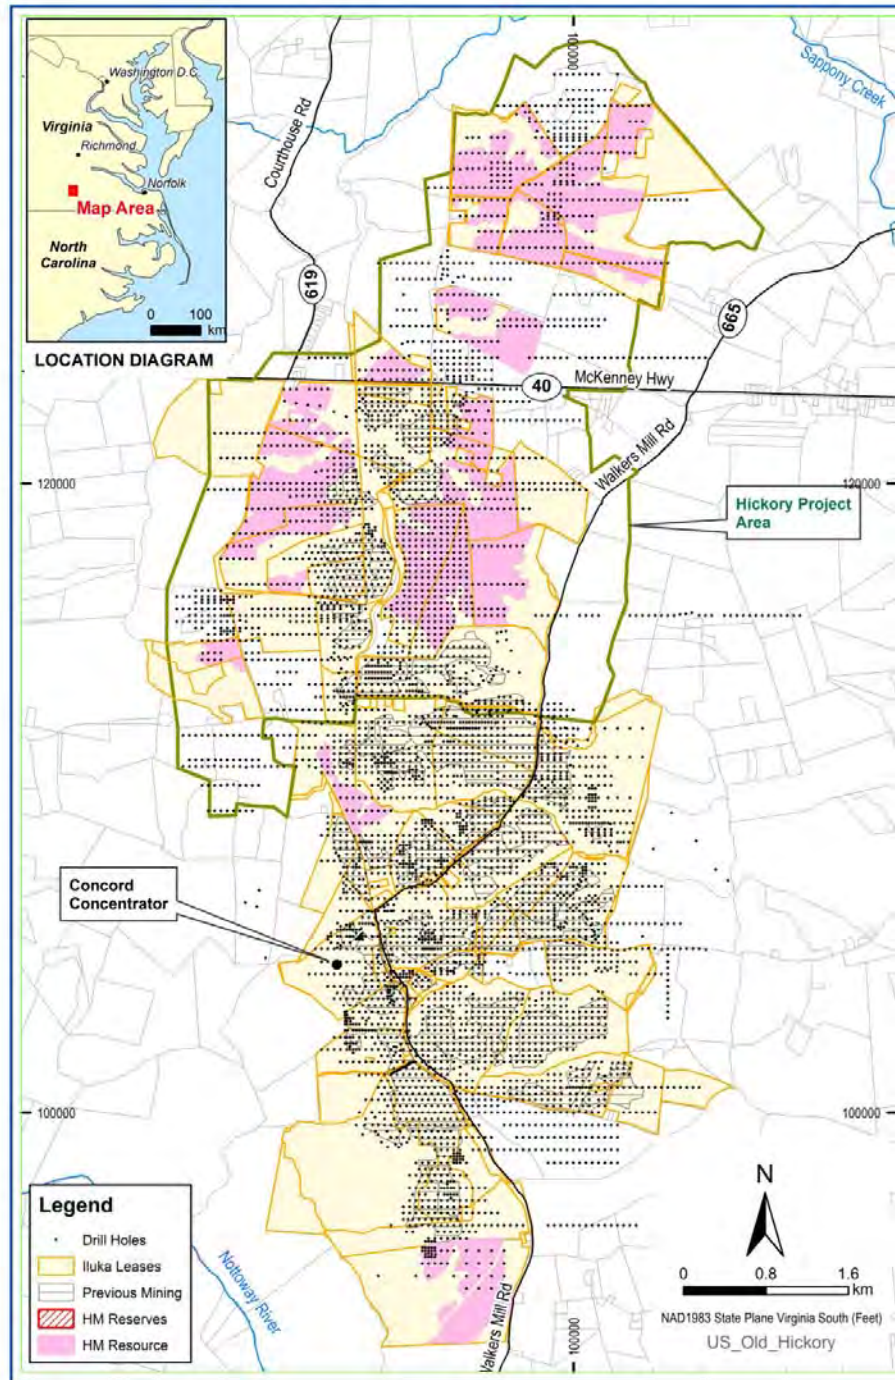 Washington D.C.
Virginia
Richmond
Norfolk
Map Area
North
Carolina
0 100
km
LOCATION DIAGRAM
Courthouse Rd
100000
Sappony Creek
619
665
McKenney Hwy
40
Walkers Mill Rd
120000
120000
Hickory Project
Area
Concord
Concentrator
100000
100000
Legend
Drill Holes
Iluka Leases
Previous Mining
HM Reserves
HM Resource
Nottoway River
Walkers Mill Rd
100000
N
0 0.8 1.6
km
NAD1983 State Plane Virginia South (Feet)
US_Old_Hickory